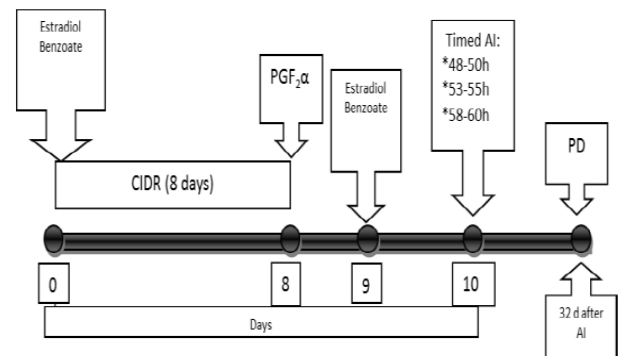 Estradiol
Benzoate
PGF₂α
Estradiol
Benzoate
Timed AI:
*48-50h
*53-55h
*58-60h
PD
CIDR (8 days)
0
8
9
10
Days
32 d after
AI